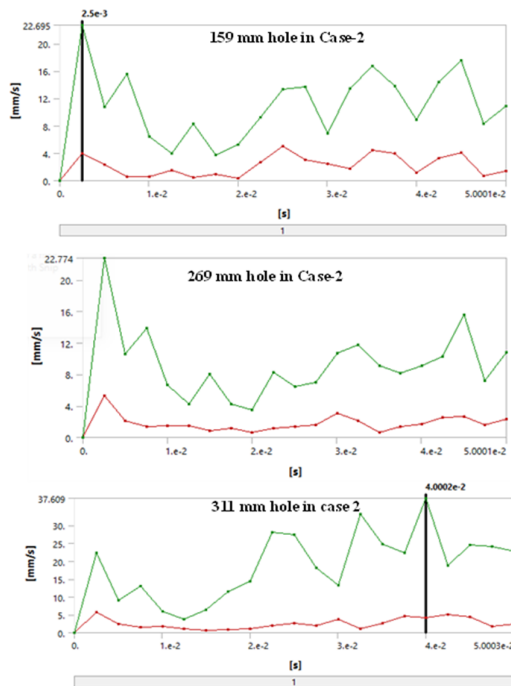 2.5e-3
22.695
159 mm hole in Case-2
16.
12.
8.
4.
0.
[mm/s]
0. 1.e-2 2.e-2 3.e-2 4.e-2 5.0001e-2
[s]
1
22.774
269 mm hole in Case-2
20.
16.
12.
8.
4.
0.
[mm/s]
0. 1.e-2 2.e-2 3.e-2 4.e-2 5.0001e-2
[s]
4.0002e-2
37.609
311 mm hole in case 2
30.
25.
20.
15.
10.
5.
0.
[mm/s]
0. 1.e-2 2.e-2 3.e-2 4.e-2 5.0003e-2
[s]
1